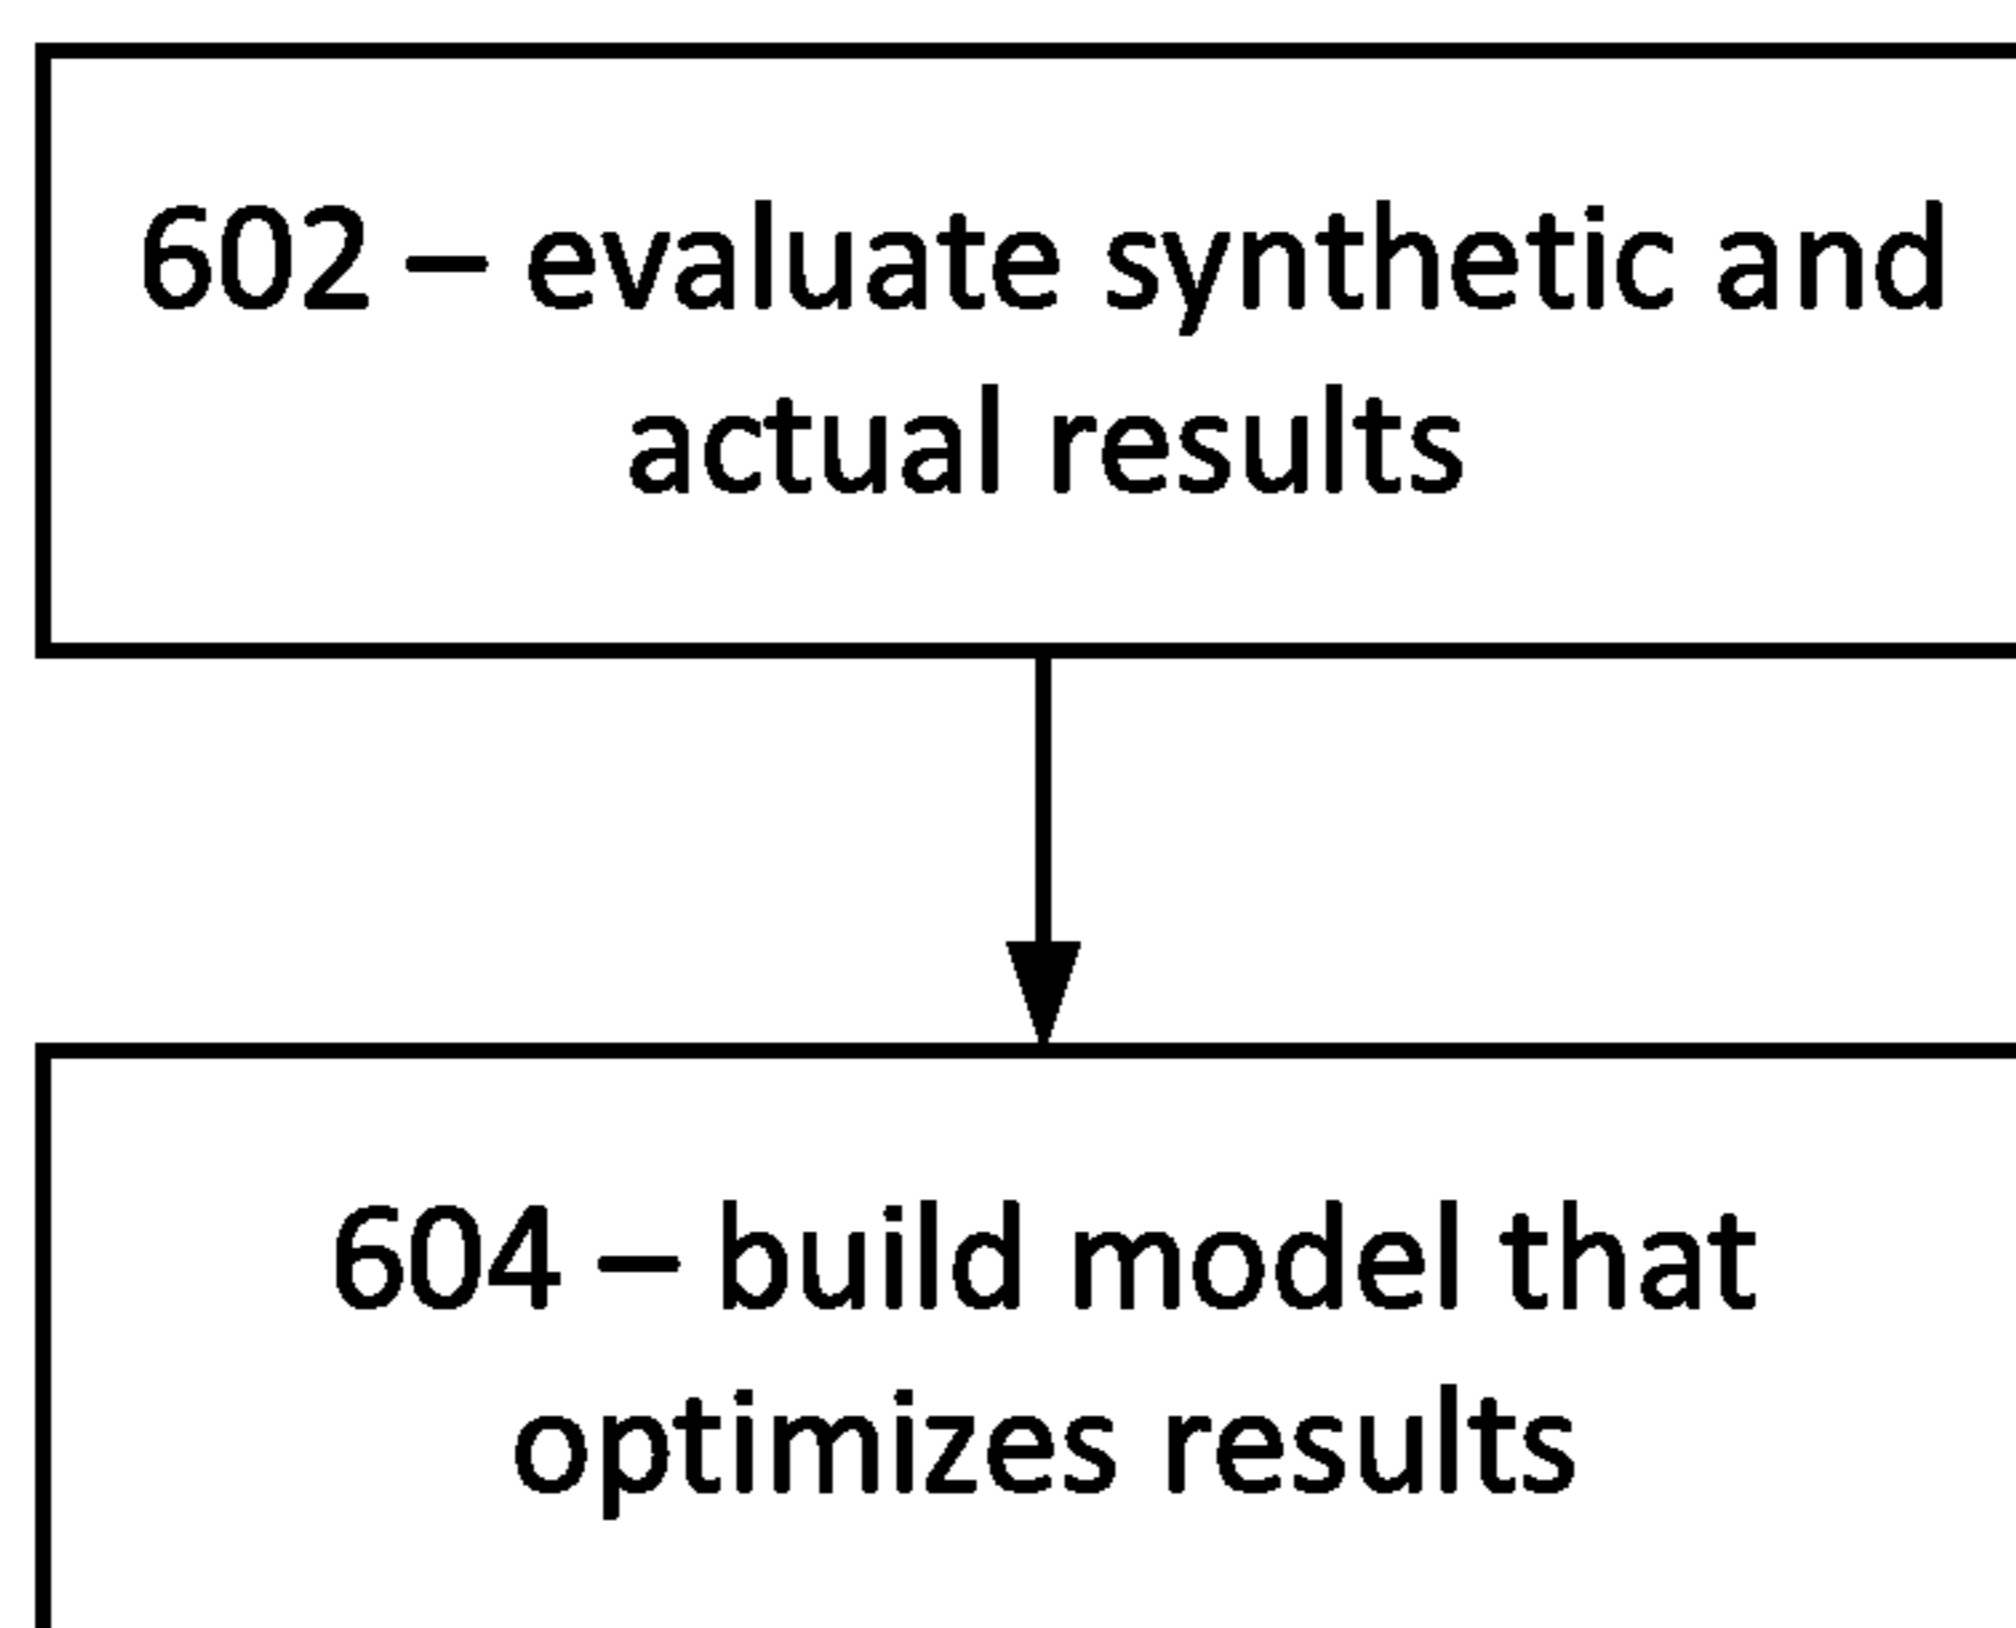 602 – evaluate synthetic and
actual results
604 – build model that
optimizes results